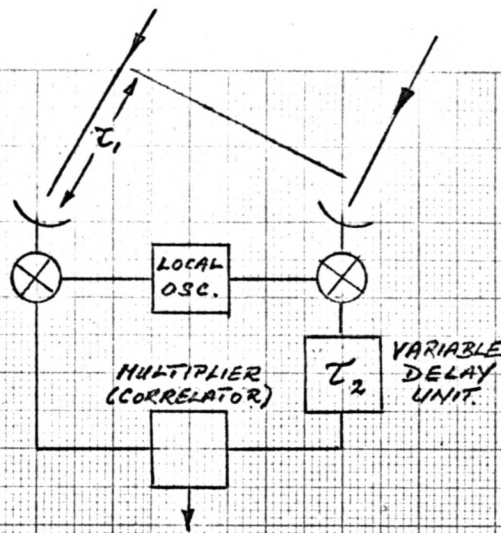 τ₁
LOCAL
OSC.
MULTIPLIER
(CORRELATOR)
τ₂
VARIABLE
DELAY
UNIT.